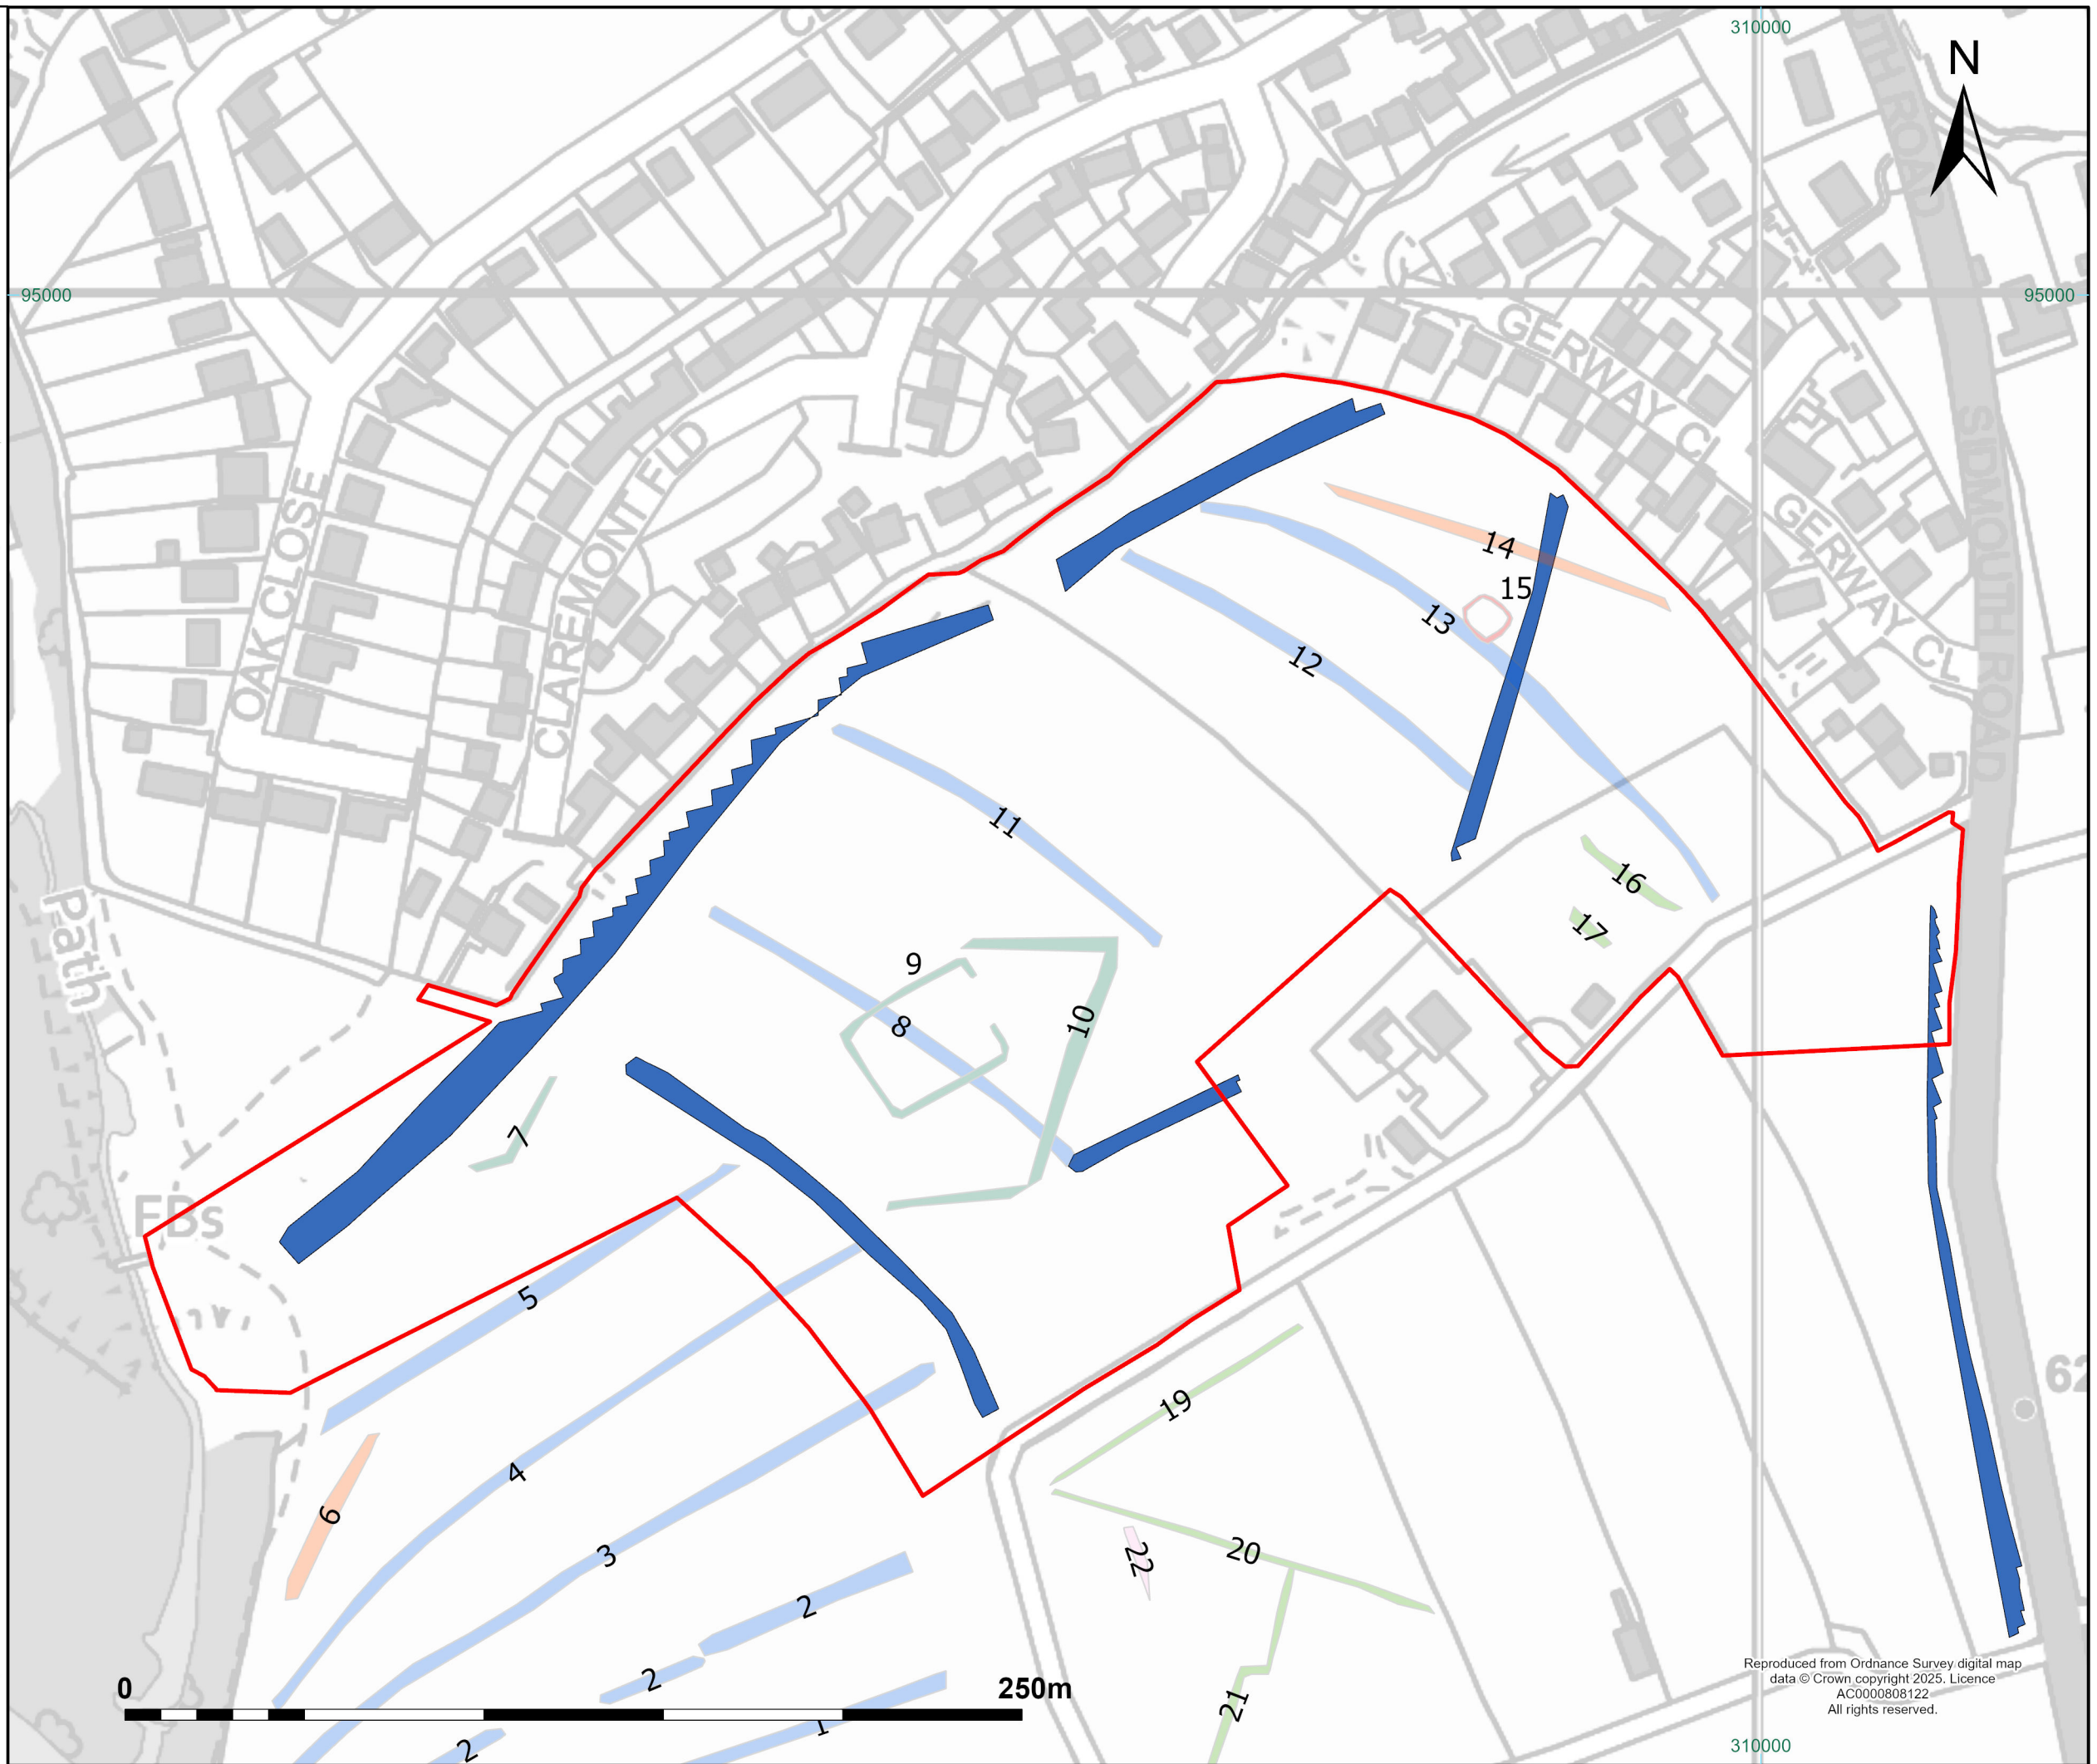 310000
N
95000
95000
GERWAY CL
SIDMOUTH ROAD
OAK CLOSE
CLAREMONT FIELD
GERWAY CL
14
15
13
12
11
16
17
Path
9
8
10
7
FBs
5
62
19
4
6
3
20
22
2
2
21
1
2
0
250m
Reproduced from Ordnance Survey digital map
data © Crown copyright 2025. Licence
AC0000808122
All rights reserved.
310000